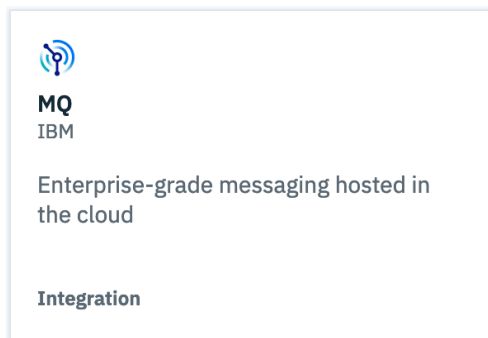 MQ
IBM
Enterprise-grade messaging hosted in
the cloud
Integration